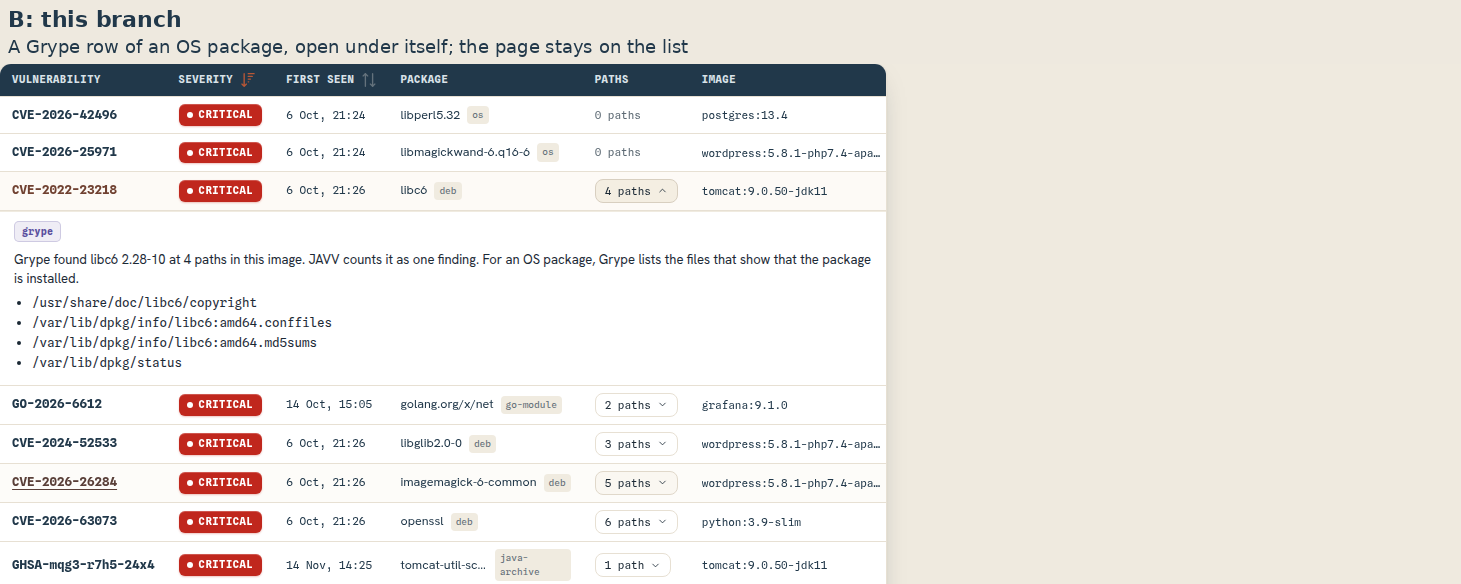 B: this branch
A Grype row of an OS package, open under itself; the page stays on the list
VULNERABILITY SEVERITY FIRST SEEN PACKAGE PATHS IMAGE
CVE-2026-42496 CRITICAL 6 Oct, 21:24 libperl5.32 os 0 paths postgres:13.4
CVE-2026-25971 CRITICAL 6 Oct, 21:24 libmagickwand-6.q16-6 os 0 paths wordpress:5.8.1-php7.4-apa…
CVE-2022-23218 CRITICAL 6 Oct, 21:26 libc6 deb 4 paths tomcat:9.0.50-jdk11
grype
Grype found libc6 2.28-10 at 4 paths in this image. JAVV counts it as one finding. For an OS package, Grype lists the files that show that the package
is installed.
• /usr/share/doc/libc6/copyright
• /var/lib/dpkg/info/libc6:amd64.conffiles
• /var/lib/dpkg/info/libc6:amd64.md5sums
• /var/lib/dpkg/status
GO-2026-6612 CRITICAL 14 Oct, 15:05 golang.org/x/net go-module 2 paths grafana:9.1.0
CVE-2024-52533 CRITICAL 6 Oct, 21:26 libglib2.0-0 deb 3 paths wordpress:5.8.1-php7.4-apa…
CVE-2026-26284 CRITICAL 6 Oct, 21:26 imagemagick-6-common deb 5 paths wordpress:5.8.1-php7.4-apa…
CVE-2026-63073 CRITICAL 6 Oct, 21:26 openssl deb 6 paths python:3.9-slim
GHSA-mqg3-r7h5-24x4 CRITICAL 14 Nov, 14:25 tomcat-util-sc… java-archive 1 path tomcat:9.0.50-jdk11